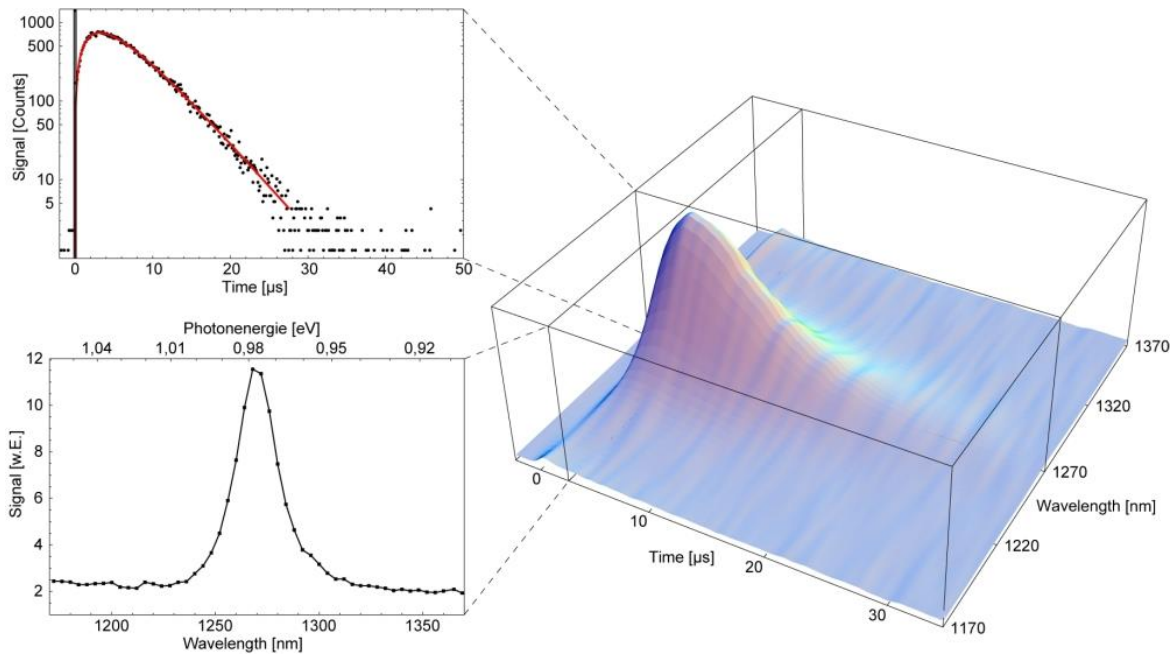 1000
500
100
50
10
5
Signal [Counts]
0 10 20 30 40 50
Time [µs]
Photonenergie [eV]
1,04 1,01 0,98 0,95 0,92
12
10
8
6
4
2
Signal [w.E.]
1200 1250 1300 1350
Wavelength [nm]
0
10
20
30
Time [µs]
1370
1320
1270
1220
1170
Wavelength [nm]